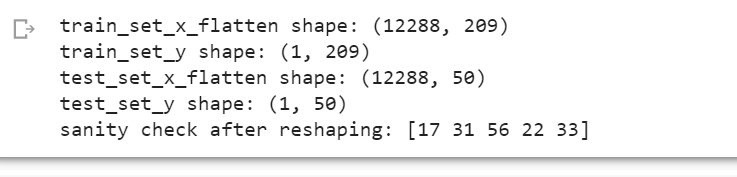 train_set_x_flatten shape: (12288, 209)
train_set_y shape: (1, 209)
test_set_x_flatten shape: (12288, 50)
test_set_y shape: (1, 50)
sanity check after reshaping: [17 31 56 22 33]